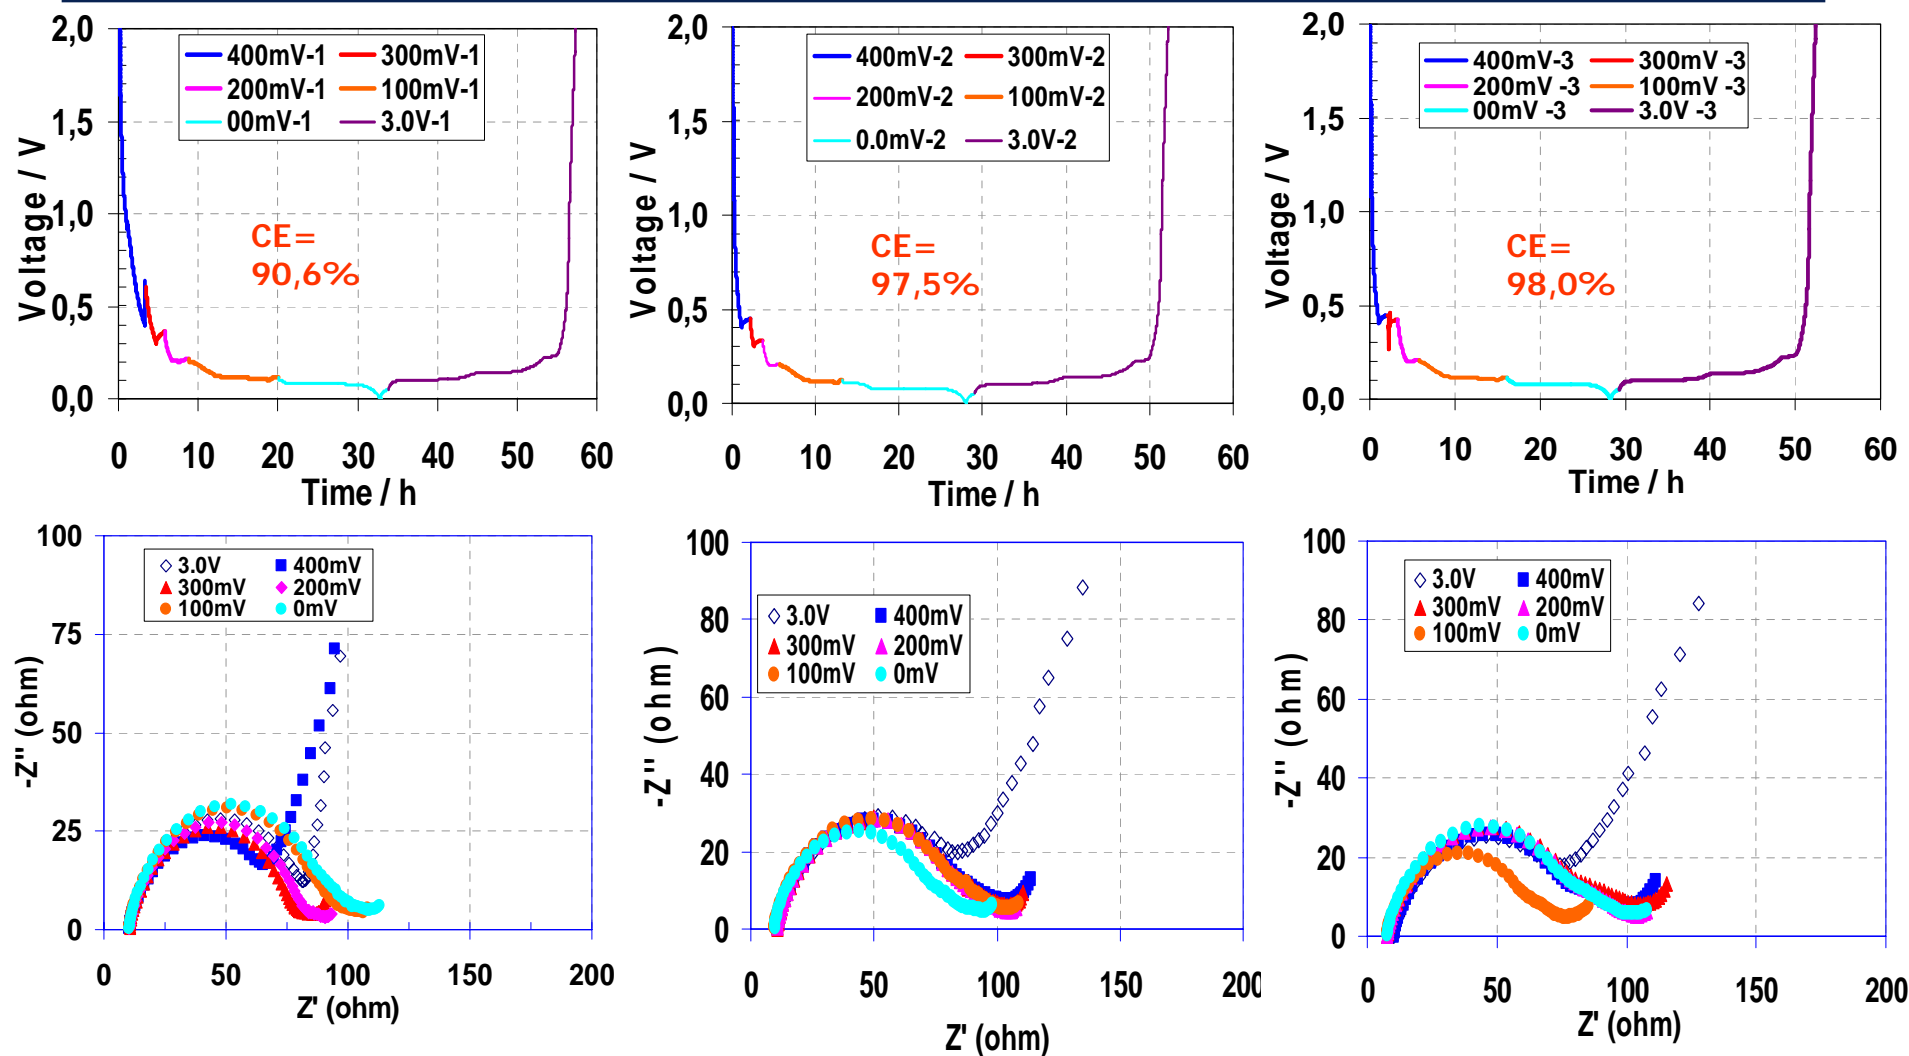 2,0
1,5
1,0
0,5
0,0
Voltage / V
400mV-1 300mV-1
200mV-1 100mV-1
00mV-1 3.0V-1
CE=
90,6%
0 10 20 30 40 50 60
Time / h
2,0
1,5
1,0
0,5
0,0
Voltage / V
400mV-2 300mV-2
200mV-2 100mV-2
0.0mV-2 3.0V-2
CE=
97,5%
0 10 20 30 40 50 60
Time / h
2,0
1,5
1,0
0,5
0,0
Voltage / V
400mV-3 300mV -3
200mV -3 100mV -3
00mV -3 3.0V -3
CE=
98,0%
0 10 20 30 40 50 60
Time / h
100
75
50
25
0
-Z'' (ohm)
3.0V 400mV
300mV 200mV
100mV 0mV
0 50 100 150 200
Z' (ohm)
100
80
60
40
20
0
-Z'' (ohm)
3.0V 400mV
300mV 200mV
100mV 0mV
0 50 100 150 200
Z' (ohm)
100
80
60
40
20
0
-Z'' (ohm)
3.0V 400mV
300mV 200mV
100mV 0mV
0 50 100 150 200
Z' (ohm)